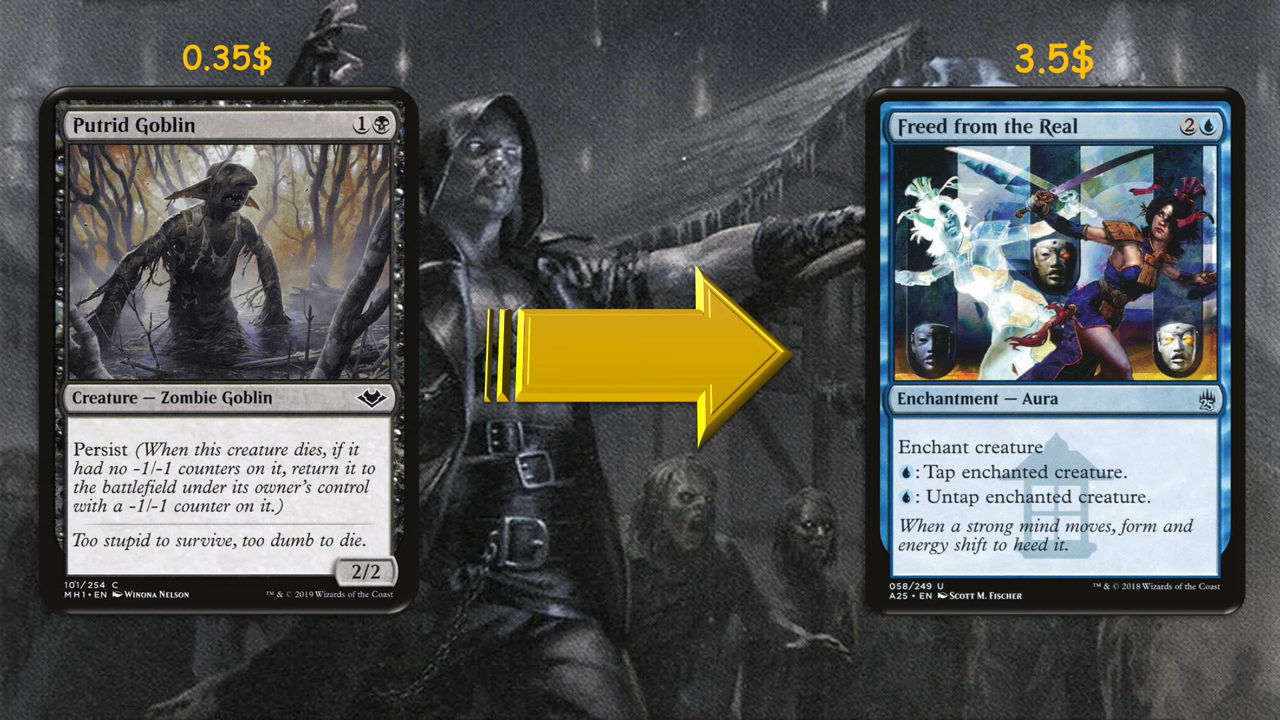 0.35$
Putrid Goblin 1
Creature — Zombie Goblin
Persist (When this creature dies, if it
had no -1/-1 counters on it, return it to
the battlefield under its owner's control
with a -1/-1 counter on it.)
Too stupid to survive, too dumb to die.
2/2
101/254 C
MH1 • EN Winona Nelson
™ & © 2019 Wizards of the Coast
3.5$
Freed from the Real 2
Enchantment — Aura
25
Enchant creature
: Tap enchanted creature.
: Untap enchanted creature.
When a strong mind moves, form and
energy shift to heed it.
058/249 U
A25 • EN Scott M. Fischer
™ & © 2018 Wizards of the Coast